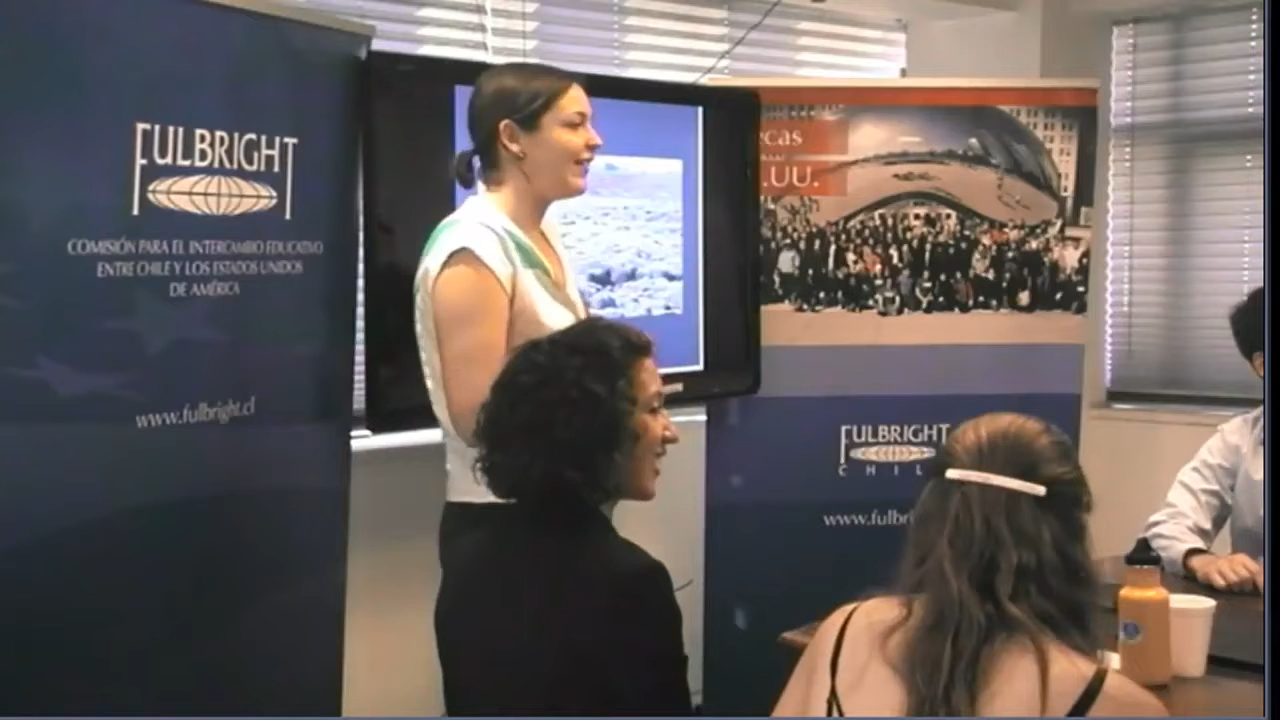 FULBRIGHT
COMISIÓN PARA EL INTERCAMBIO EDUCATIVO
ENTRE CHILE Y LOS ESTADOS UNIDOS
DE AMÉRICA
www.fulbright.cl
ecas
.UU.
FULBRIGHT
CHIL
www.fulbri